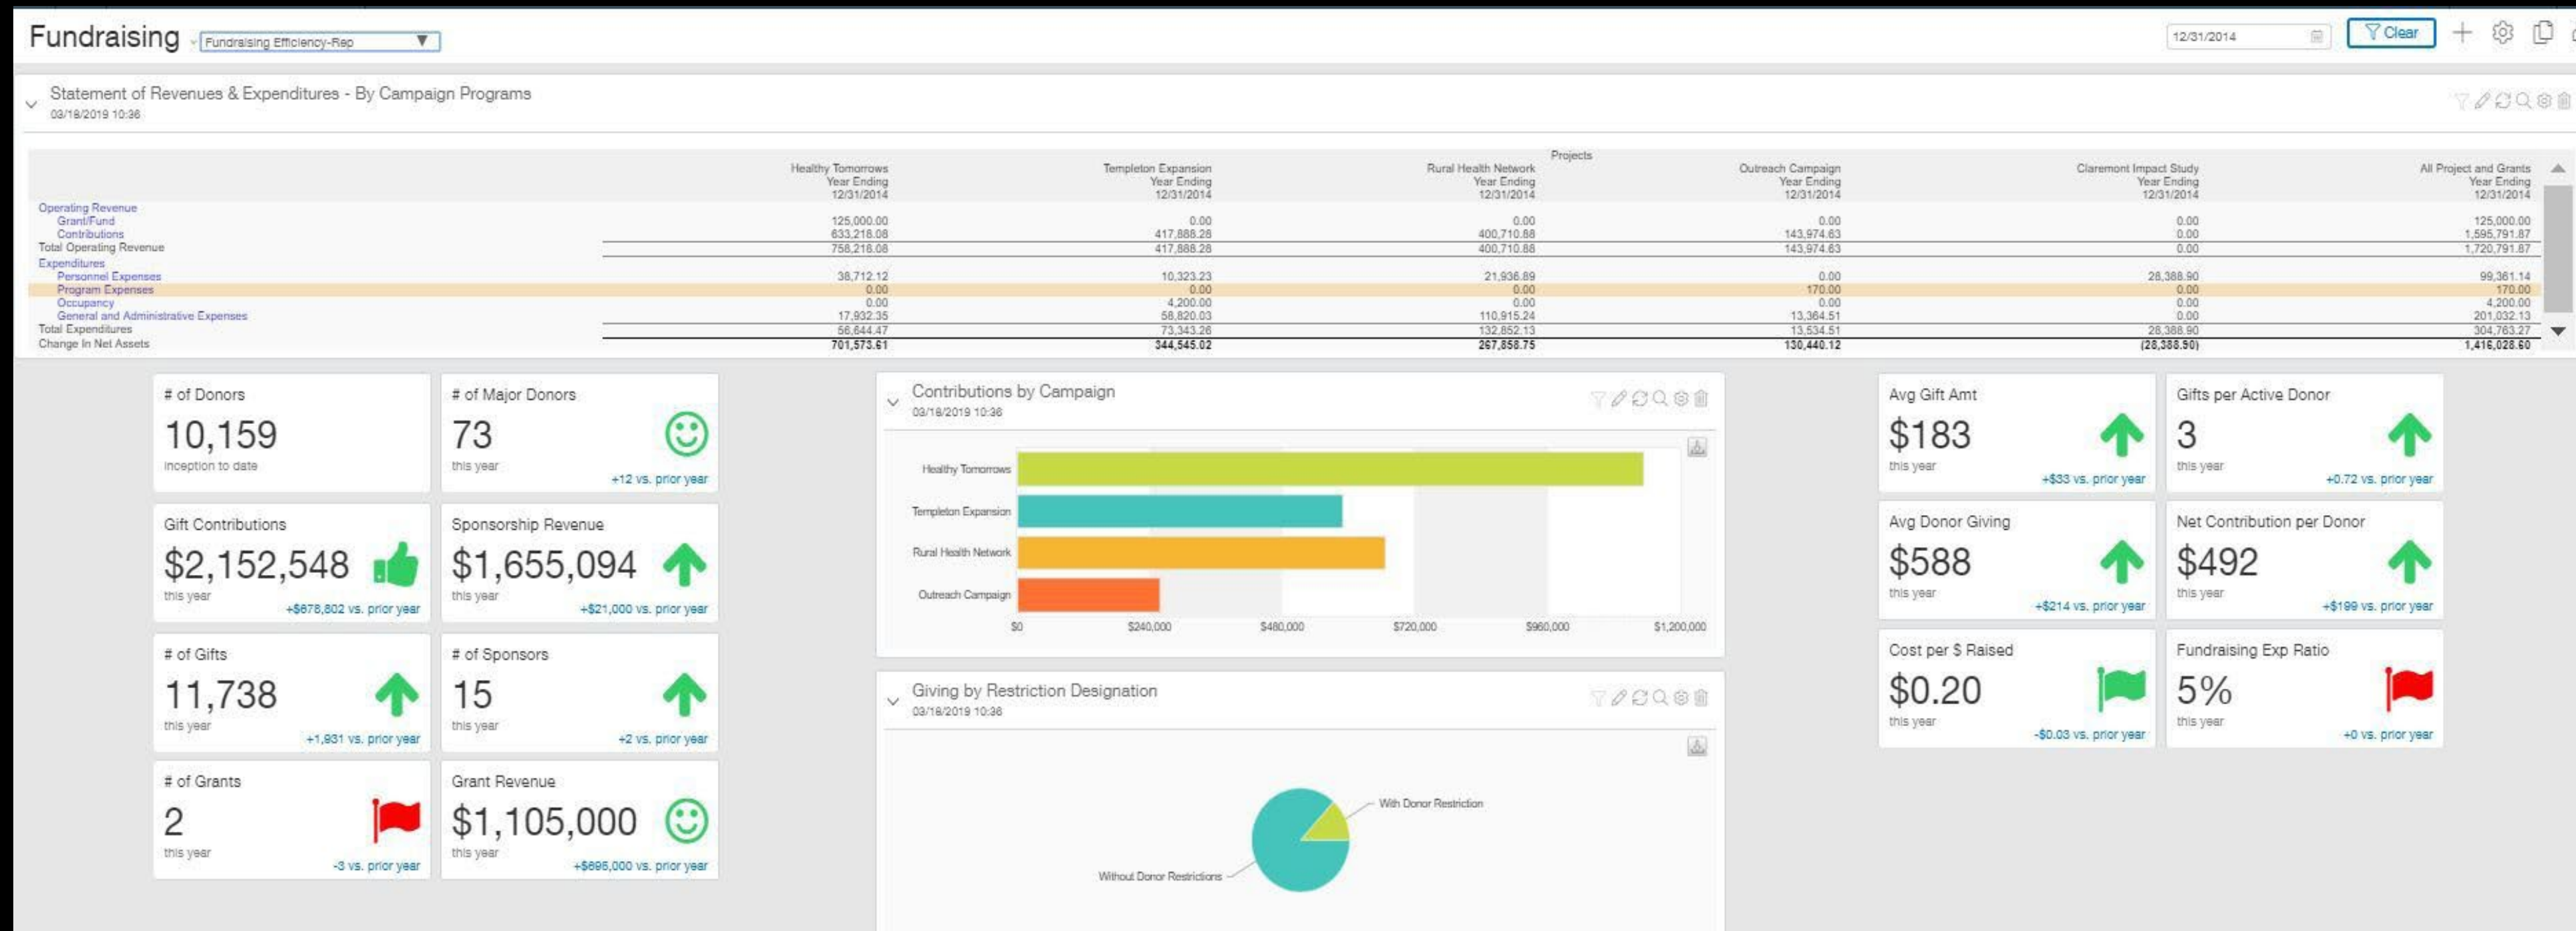 Fundraising
Fundraising Efficiency-Rep
12/31/2014
Clear
Statement of Revenues & Expenditures - By Campaign Programs
03/18/2019 10:36
Projects
Healthy Tomorrows Templeton Expansion Rural Health Network Outreach Campaign Claremont Impact Study All Project and Grants
Year Ending Year Ending Year Ending Year Ending Year Ending Year Ending
12/31/2014 12/31/2014 12/31/2014 12/31/2014 12/31/2014 12/31/2014
Operating Revenue
Grant/Fund 125,000.00 0.00 0.00 0.00 0.00 125,000.00
Contributions 633,218.08 417,888.28 400,710.88 143,974.63 0.00 1,595,791.87
Total Operating Revenue 758,218.08 417,888.28 400,710.88 143,974.63 0.00 1,720,791.87
Expenditures
Personnel Expenses 38,712.12 10,323.23 21,936.89 0.00 28,388.90 99,361.14
Program Expenses 0.00 0.00 0.00 170.00 0.00 170.00
Occupancy 0.00 4,200.00 0.00 0.00 0.00 4,200.00
General and Administrative Expenses 17,932.35 58,820.03 110,915.24 13,364.51 0.00 201,032.13
Total Expenditures 56,644.47 73,343.26 132,852.13 13,534.51 28,388.90 304,763.27
Change In Net Assets 701,573.61 344,545.02 267,858.75 130,440.12 (28,388.90) 1,416,028.60
# of Donors
10,159
inception to date
# of Major Donors
73
this year
+12 vs. prior year
Gift Contributions
$2,152,548
this year
+$678,802 vs. prior year
Sponsorship Revenue
$1,655,094
this year
+$21,000 vs. prior year
# of Gifts
11,738
this year
+1,931 vs. prior year
# of Sponsors
15
this year
+2 vs. prior year
# of Grants
2
this year
-3 vs. prior year
Grant Revenue
$1,105,000
this year
+$695,000 vs. prior year
Contributions by Campaign
03/18/2019 10:36
Healthy Tomorrows
Templeton Expansion
Rural Health Network
Outreach Campaign
$0 $240,000 $480,000 $720,000 $960,000 $1,200,000
Giving by Restriction Designation
03/18/2019 10:36
With Donor Restriction
Without Donor Restrictions
Avg Gift Amt
$183
this year
+$33 vs. prior year
Gifts per Active Donor
3
this year
+0.72 vs. prior year
Avg Donor Giving
$588
this year
+$214 vs. prior year
Net Contribution per Donor
$492
this year
+$199 vs. prior year
Cost per $ Raised
$0.20
this year
-$0.03 vs. prior year
Fundraising Exp Ratio
5%
this year
+0 vs. prior year